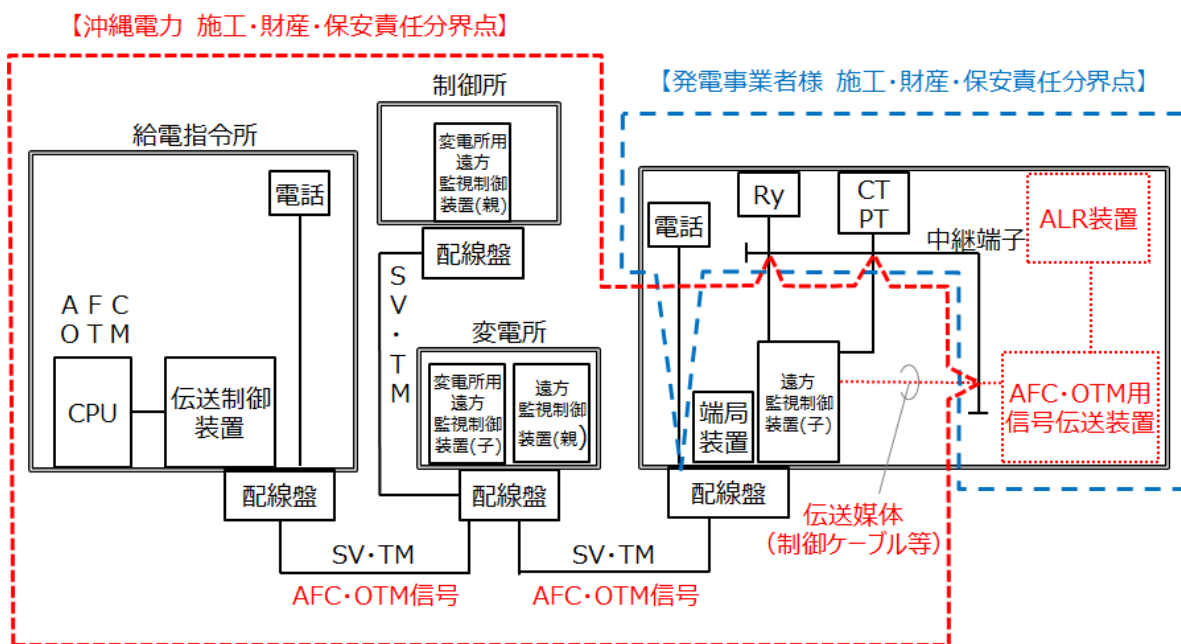 【沖縄電力 施工・財産・保安責任分界点】
【発電事業者様 施工・財産・保安責任分界点】
制御所
変電所用
遠方
監視制御
装置(親)
配線盤
給電指令所
電話
AFC
OTM
CPU
伝送制御
装置
配線盤
SV・TM
変電所
変電所用
遠方
監視制御
装置(子)
遠方
監視制御
装置(親)
配線盤
SV・TM
AFC・OTM信号
SV・TM
AFC・OTM信号
電話
Ry
CT
PT
中継端子
ALR装置
端局
装置
遠方
監視制御
装置(子)
AFC・OTM用
信号伝送装置
配線盤
伝送媒体
（制御ケーブル等）